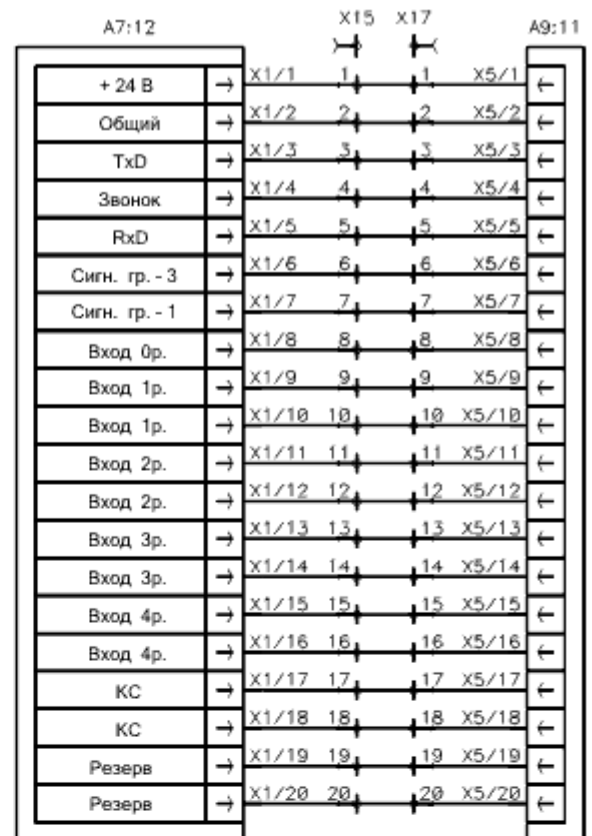 A7:12 X15 X17 A9:11
+ 24 В X1/1 1 1 X5/1
Общий X1/2 2 2 X5/2
TxD X1/3 3 3 X5/3
Звонок X1/4 4 4 X5/4
RxD X1/5 5 5 X5/5
Сигн. гр. - 3 X1/6 6 6 X5/6
Сигн. гр. - 1 X1/7 7 7 X5/7
Вход 0р. X1/8 8 8 X5/8
Вход 1р. X1/9 9 9 X5/9
Вход 1р. X1/10 10 10 X5/10
Вход 2р. X1/11 11 11 X5/11
Вход 2р. X1/12 12 12 X5/12
Вход 3р. X1/13 13 13 X5/13
Вход 3р. X1/14 14 14 X5/14
Вход 4р. X1/15 15 15 X5/15
Вход 4р. X1/16 16 16 X5/16
КС X1/17 17 17 X5/17
КС X1/18 18 18 X5/18
Резерв X1/19 19 19 X5/19
Резерв X1/20 20 20 X5/20